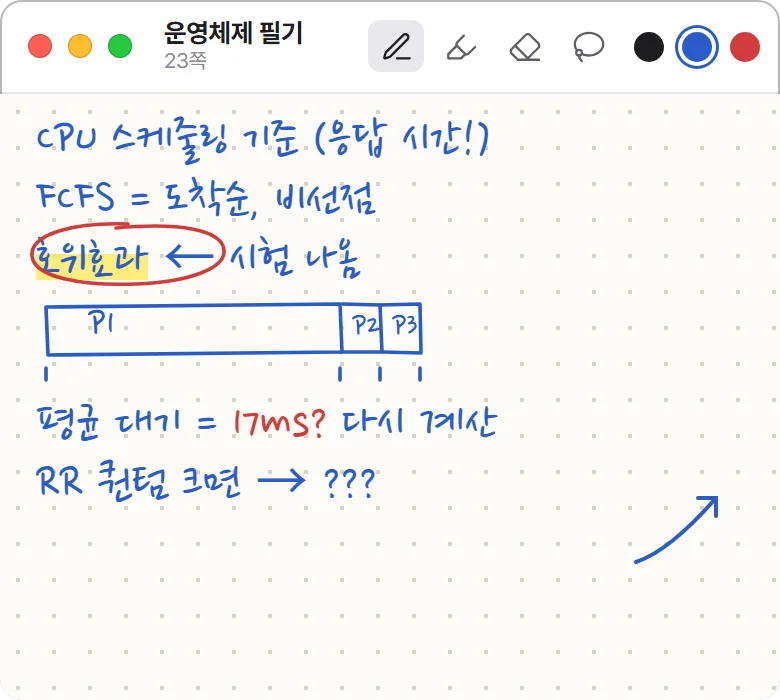 운영체제 필기
23쪽
CPU 스케줄링 기준 (응답 시간!)
FCFS = 도착순, 비선점
호위효과 ← 시험 나옴
P1 P2 P3
평균 대기 = 17ms? 다시 계산
RR 퀀텀 크면 → ???